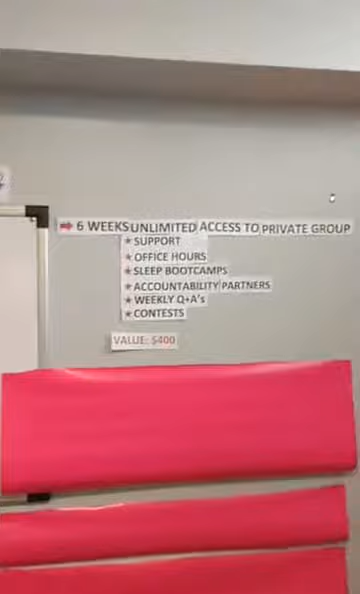 ➡ 6 WEEKS UNLIMITED ACCESS TO PRIVATE GROUP
★ SUPPORT
★ OFFICE HOURS
★ SLEEP BOOTCAMPS
★ ACCOUNTABILITY PARTNERS
★ WEEKLY Q+A's
★ CONTESTS
VALUE: $400